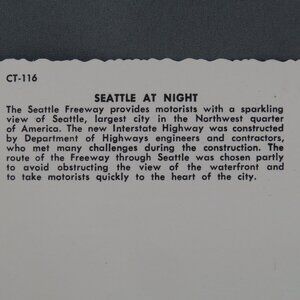 CT-116
SEATTLE AT NIGHT
The Seattle Freeway provides motorists with a sparkling
view of Seattle, largest city in the Northwest quarter
of America. The new Interstate Highway was constructed
by Department of Highways engineers and contractors,
who met many challenges during the construction. The
route of the Freeway through Seattle was chosen partly
to avoid obstructing the view of the waterfront and
to take motorists quickly to the heart of the city.